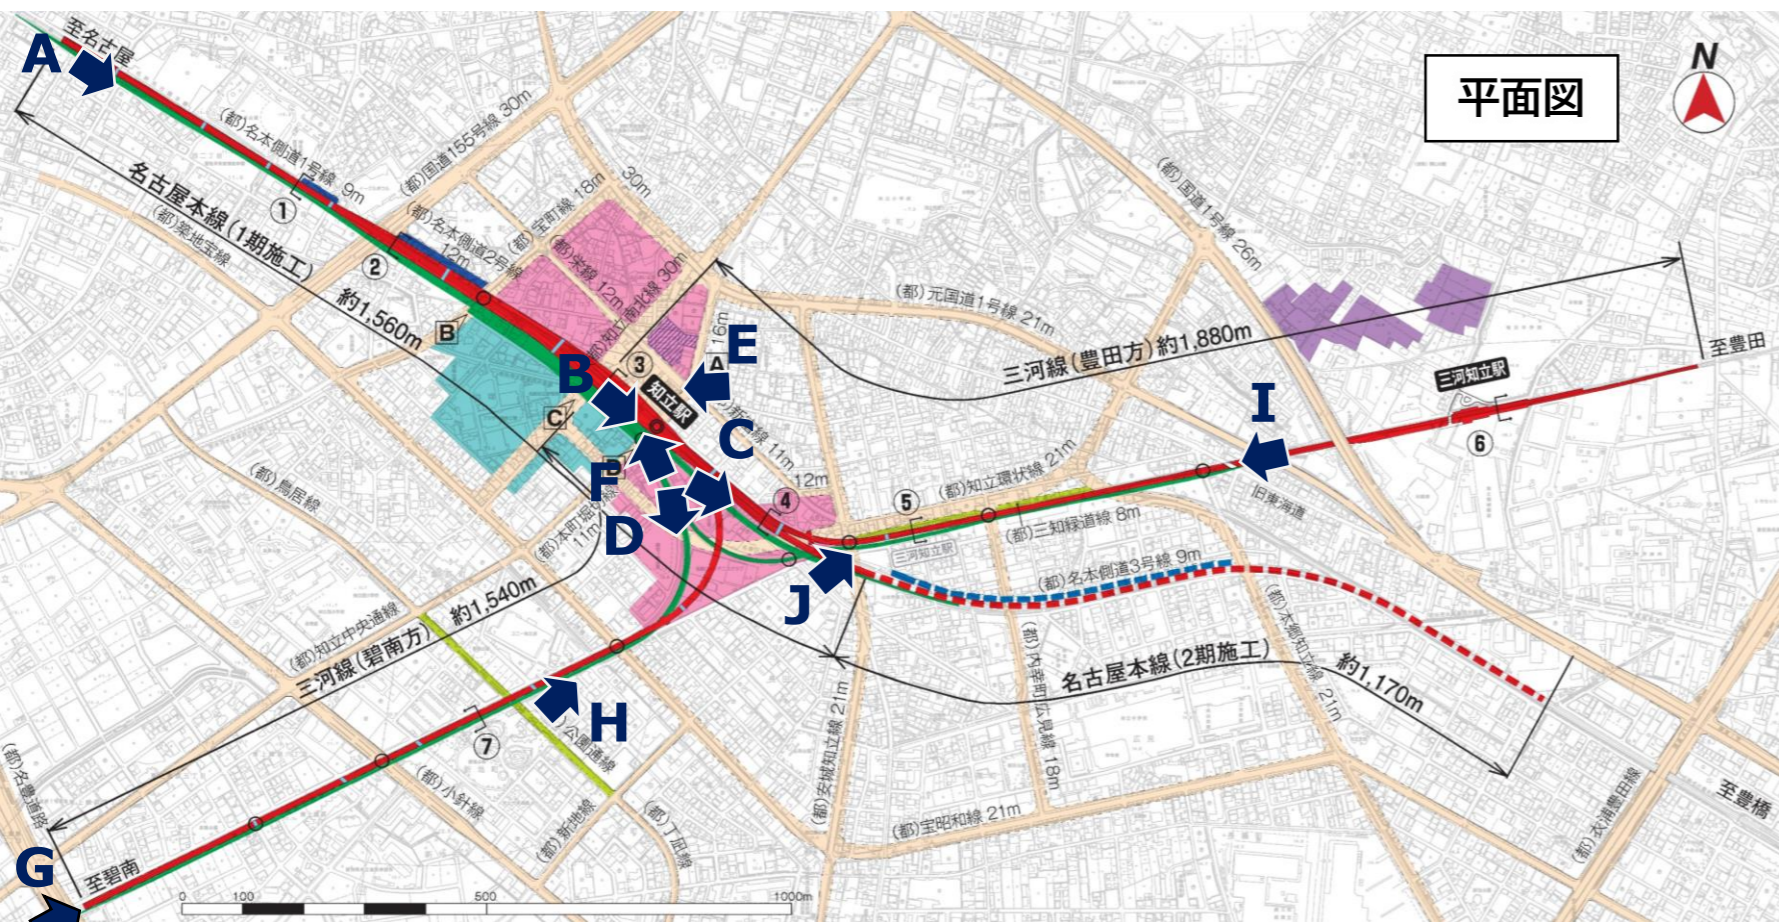 平面図
N
A
至名古屋
(都)名本側道1号線 9m
(都)国道155号線 30m
名古屋本線(1期施工)
約1,560m
(都)築地宝線
①
②
(都)名本側道2号線
12m
(都)宝町線 18m
30m
(都)栄線 12m
(都)知立南北線 30m
16m
(都)国道1号線 26m
(都)元国道1号線 21m
三河線(豊田方)約1,880m
至豊田
三河知立駅
⑥
B
B
③
A
E
知立駅
C
C
I
11m
12m
F
D
④
⑤
(都)知立環状線 21m
旧東海道
三河知立駅
(都)三知緑道線 8m
(都)名本側道3号線 9m
(都)鳥居線
11m
J
(都)知立中央通線
三河線(碧南方)
約1,540m
(都)内幸町広見線 18m
名古屋本線(2期施工)
約1,170m
(都)本郷知立線 21m
H
公園通線
⑦
(都)安城知立線 21m
(都)名豊道路
(都)小針線
(都)新地線
(都)丁凪線
(都)宝昭和線 21m
(都)衣浦豊田線
至豊橋
G
至碧南
0
100
500
1000m